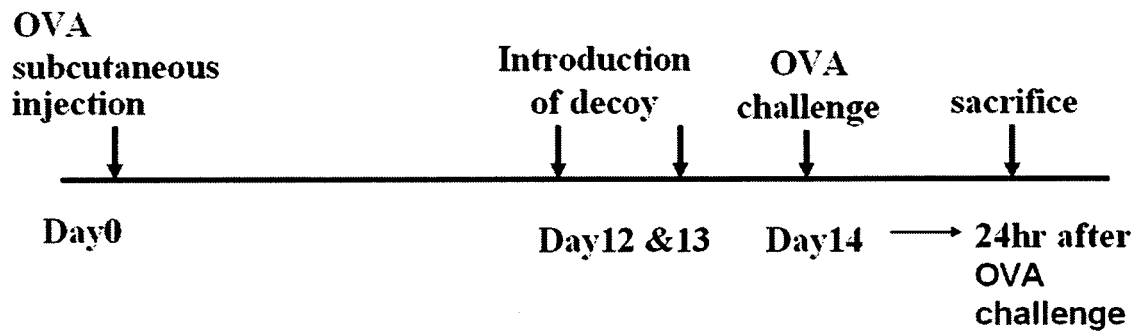 OVA
subcutaneous
injection
Introduction
of decoy
OVA
challenge
sacrifice
Day0
Day12 &13
Day14
24hr after
OVA
challenge